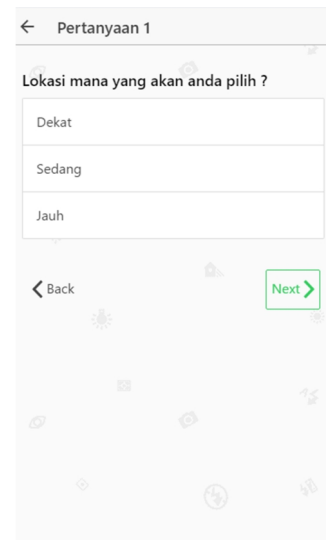 Pertanyaan 1
Lokasi mana yang akan anda pilih ?
Dekat
Sedang
Jauh
Back
Next